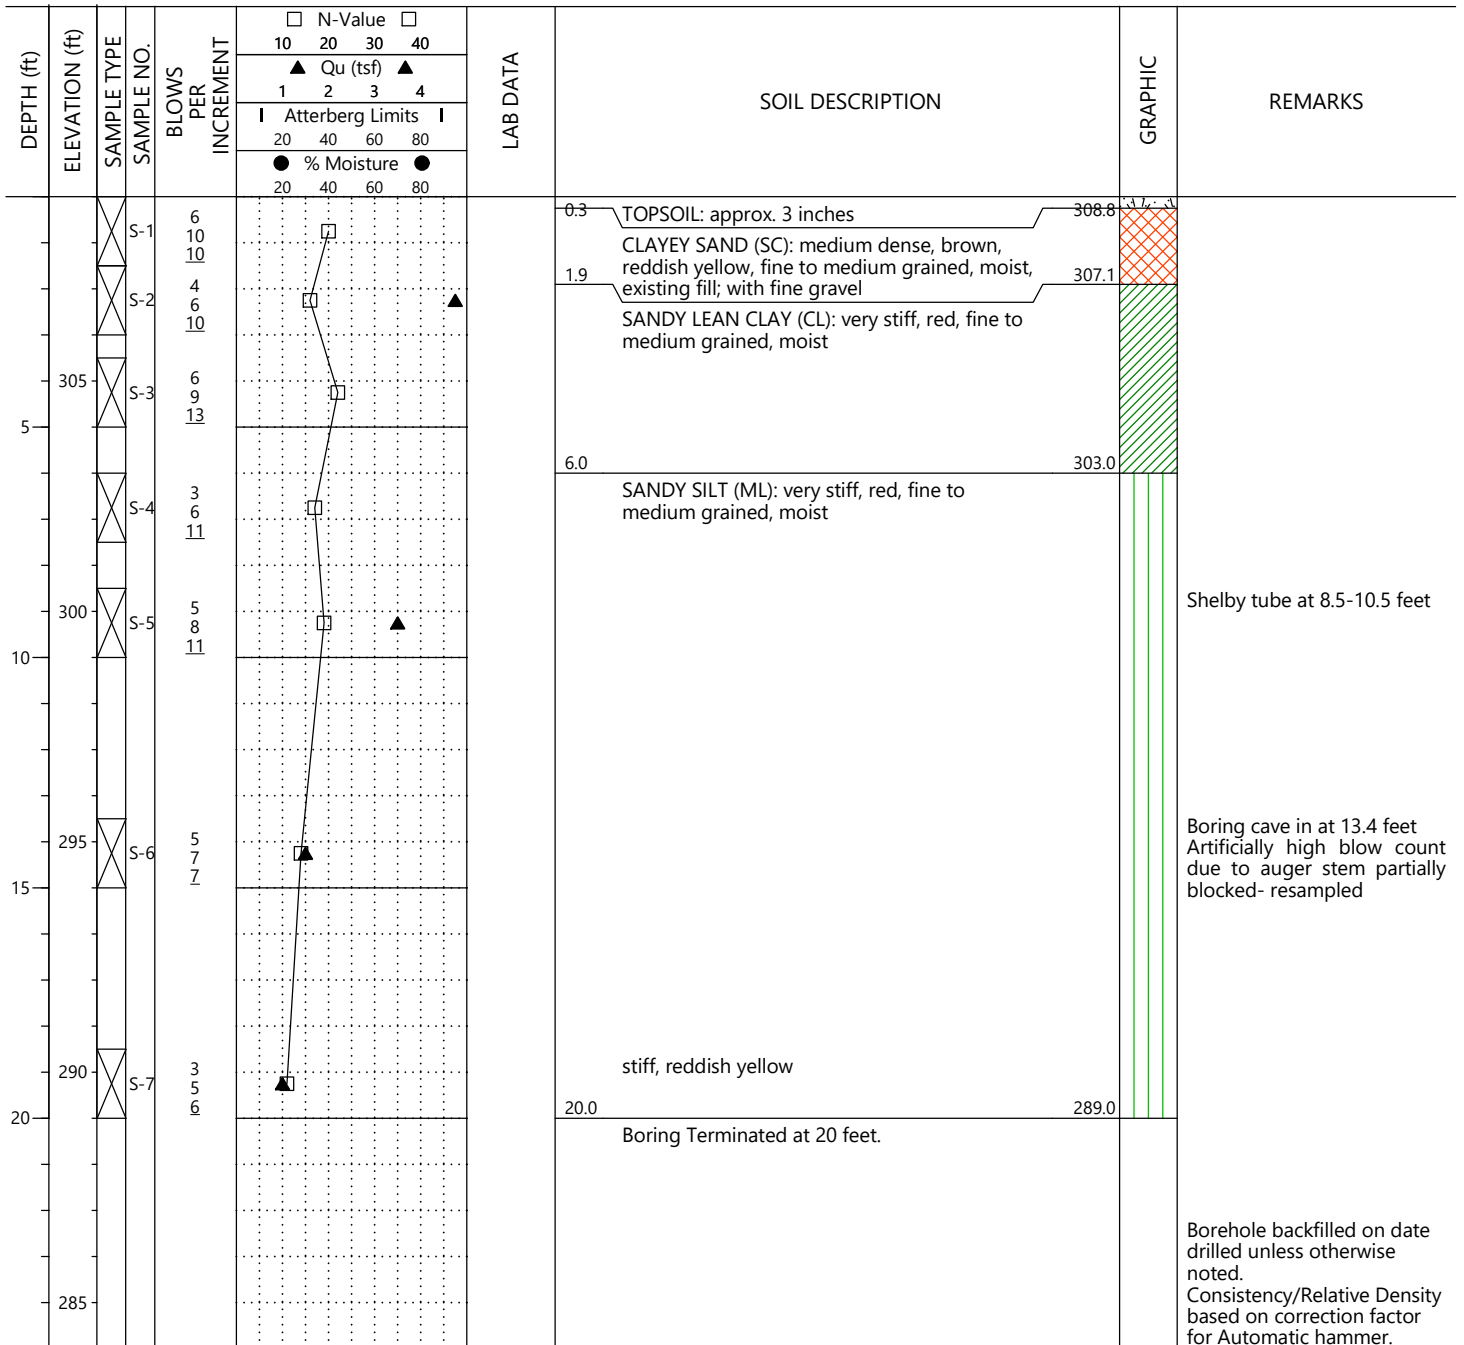 DEPTH (ft)
ELEVATION (ft)
SAMPLE TYPE
SAMPLE NO.
BLOWS
PER
INCREMENT
N-Value
10 20 30 40
Qu (tsf)
1 2 3 4
Atterberg Limits
20 40 60 80
% Moisture
20 40 60 80
LAB DATA
SOIL DESCRIPTION
GRAPHIC
REMARKS
0.3 TOPSOIL: approx. 3 inches 308.8
S-1
6
10
10
CLAYEY SAND (SC): medium dense, brown,
reddish yellow, fine to medium grained, moist,
existing fill; with fine gravel
1.9 307.1
S-2
4
6
10
SANDY LEAN CLAY (CL): very stiff, red, fine to
medium grained, moist
305
S-3
6
9
13
5
6.0 303.0
S-4
3
6
11
SANDY SILT (ML): very stiff, red, fine to
medium grained, moist
300
S-5
5
8
11
Shelby tube at 8.5-10.5 feet
10
295
S-6
5
7
7
Boring cave in at 13.4 feet
Artificially high blow count
due to auger stem partially
blocked- resampled
15
290
S-7
3
5
6
stiff, reddish yellow
20.0 289.0
20
Boring Terminated at 20 feet.
285
Borehole backfilled on date
drilled unless otherwise
noted.
Consistency/Relative Density
based on correction factor
for Automatic hammer.